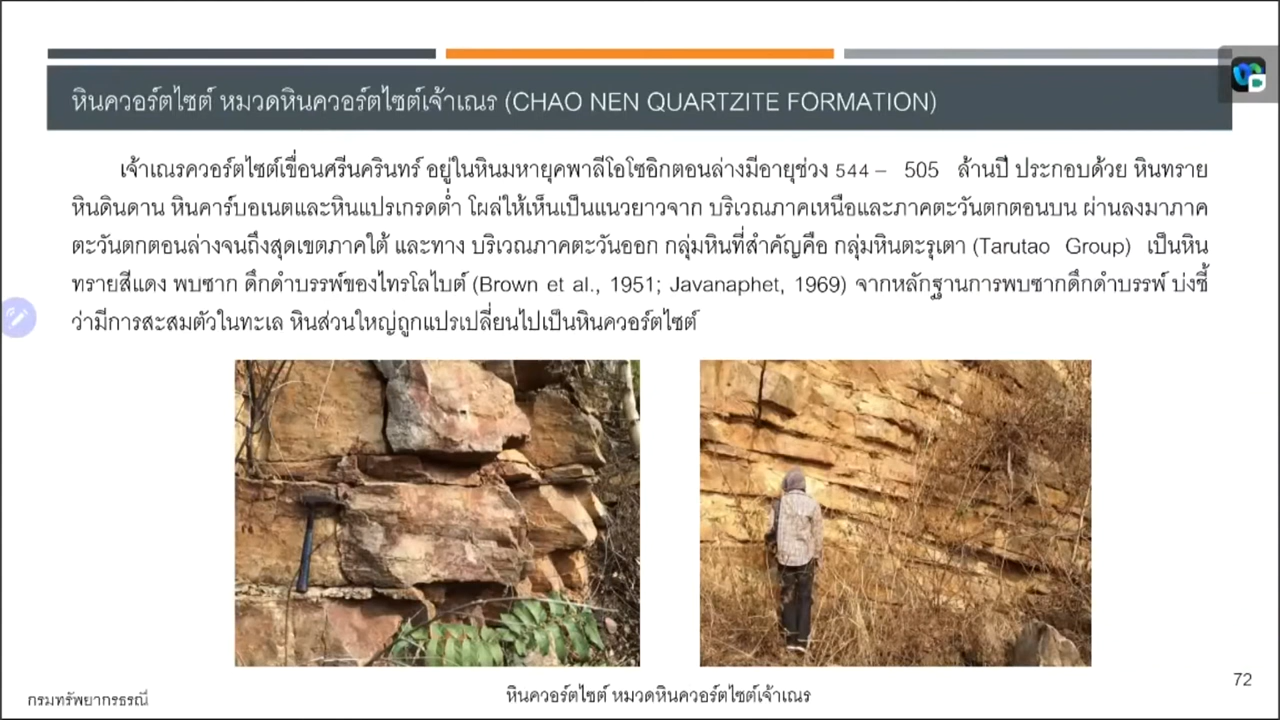 หินควอร์ตไซต์ หมวดหินควอร์ตไซต์เจ้าเณร (CHAO NEN QUARTZITE FORMATION)
เจ้าเณรควอร์ตไซต์เขื่อนศรีนครินทร์ อยู่ในหินมหายุคพาลีโอโซอิกตอนล่างมีอายุช่วง 544 – 505 ล้านปี ประกอบด้วย หินทราย
หินดินดาน หินคาร์บอเนตและหินแปรเกรดต่ำ โผล่ให้เห็นเป็นแนวยาวจาก บริเวณภาคเหนือและภาคตะวันตกตอนบน ผ่านลงมาภาค
ตะวันตกตอนล่างจนถึงสุดเขตภาคใต้ และทาง บริเวณภาคตะวันออก กลุ่มหินที่สำคัญคือ กลุ่มหินตะรุเตา (Tarutao Group) เป็นหิน
ทรายสีแดง พบซาก ดึกดำบรรพ์ของไทรโลไบต์ (Brown et al., 1951; Javanaphet, 1969) จากหลักฐานการพบซากดึกดำบรรพ์ บ่งชี้
ว่ามีการสะสมตัวในทะเล หินส่วนใหญ่ถูกแปรเปลี่ยนไปเป็นหินควอร์ตไซต์
หินควอร์ตไซต์ หมวดหินควอร์ตไซต์เจ้าเณร
72
กรมทรัพยากรธรณี